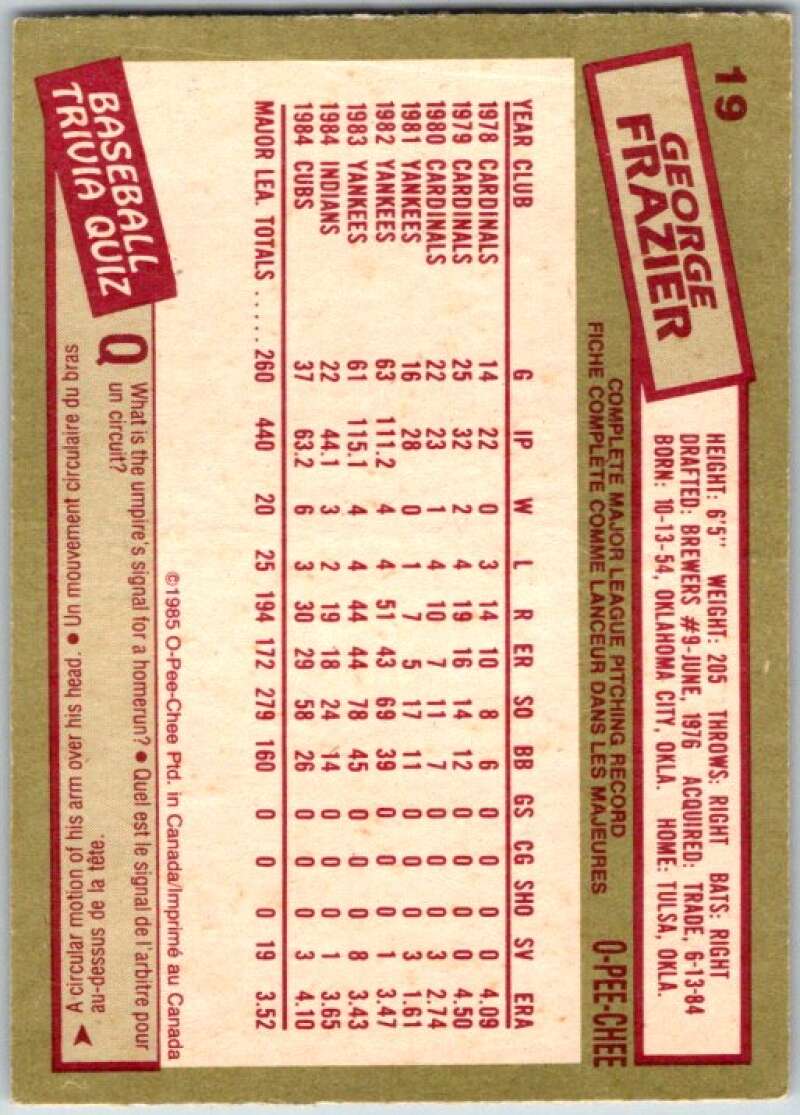 19
GEORGE
FRAZIER
HEIGHT: 6'5" WEIGHT: 205 THROWS: RIGHT BATS: RIGHT
DRAFTED: BREWERS #9-JUNE, 1976 ACQUIRED: TRADE, 6-13-84
BORN: 10-13-54, OKLAHOMA CITY, OKLA. HOME: TULSA, OKLA.
COMPLETE MAJOR LEAGUE PITCHING RECORD
FICHE COMPLÈTE COMME LANCEUR DANS LES MAJEURES
O-PEE-CHEE
YEAR CLUB G IP W L R ER SO BB GS CG SHO SV ERA
1978 CARDINALS 14 22 0 3 14 10 8 6 0 0 0 0 4.09
1979 CARDINALS 25 32 2 4 19 16 14 12 0 0 0 0 4.50
1980 CARDINALS 22 23 1 4 10 7 11 7 0 0 0 3 2.74
1981 YANKEES 16 28 0 1 7 5 17 11 0 0 0 3 1.61
1982 YANKEES 63 111.2 4 4 51 43 69 39 0 0 0 1 3.47
1983 YANKEES 61 115.1 4 4 44 44 78 45 0 0 0 8 3.43
1984 INDIANS 22 44.1 3 2 19 18 24 14 0 0 0 1 3.65
1984 CUBS 37 63.2 6 3 30 29 58 26 0 0 0 3 4.10
MAJOR LEA. TOTALS ..... 260 440 20 25 194 172 279 160 0 0 0 19 3.52
©1985 O-Pee-Chee Ptd. in Canada/Imprimé au Canada
BASEBALL
TRIVIA QUIZ
Q What is the umpire's signal for a homerun? ● Quel est le signal de l'arbitre pour
un circuit?
A circular motion of his arm over his head. ● Un mouvement circulaire du bras
au-dessus de la tête.